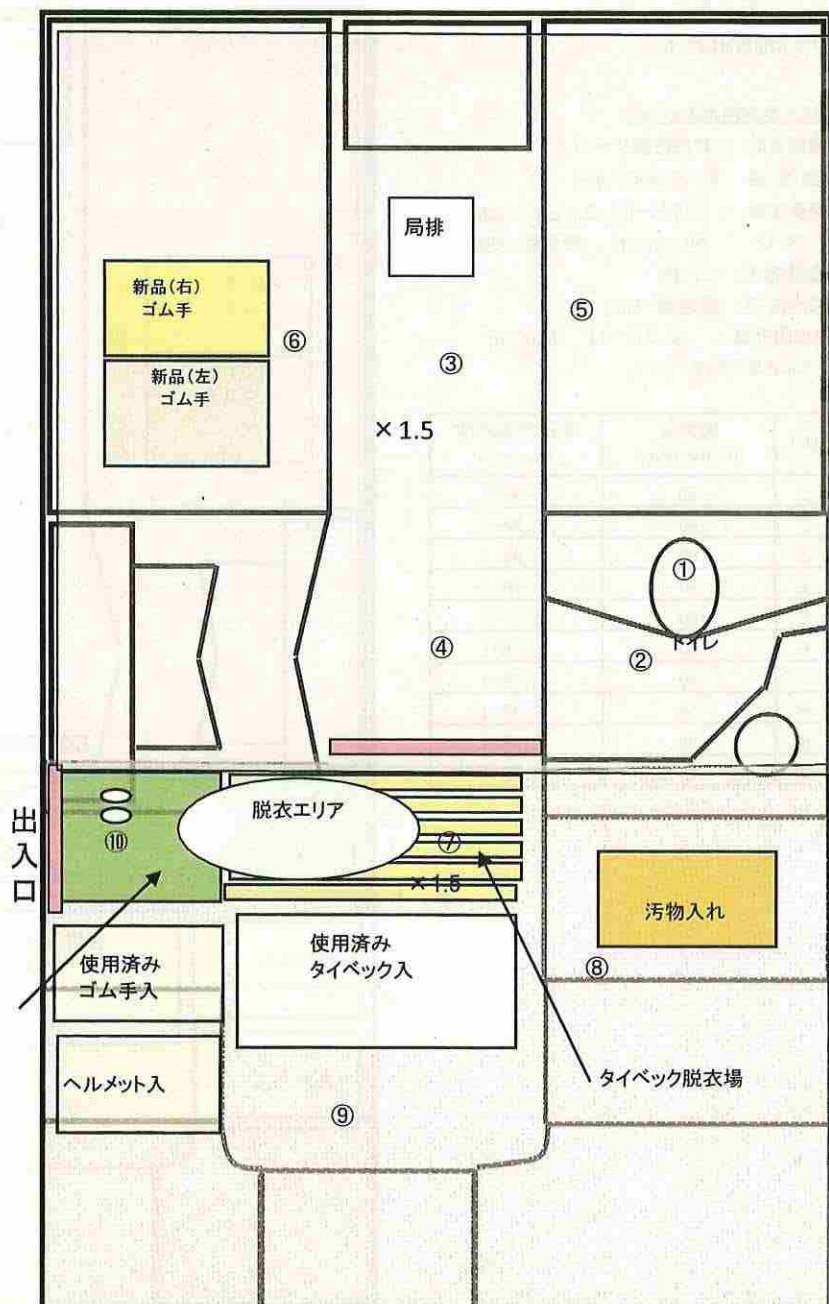 局排
新品(右)
ゴム手
⑥
⑤
③
新品(左)
ゴム手
×1.5
①
トイレ
④
②
出入口
⑩
脱衣エリア
⑦
×1.5
汚物入れ
使用済み
ゴム手入
使用済み
タイベック入
⑧
ヘルメット入
タイベック脱衣場
⑨